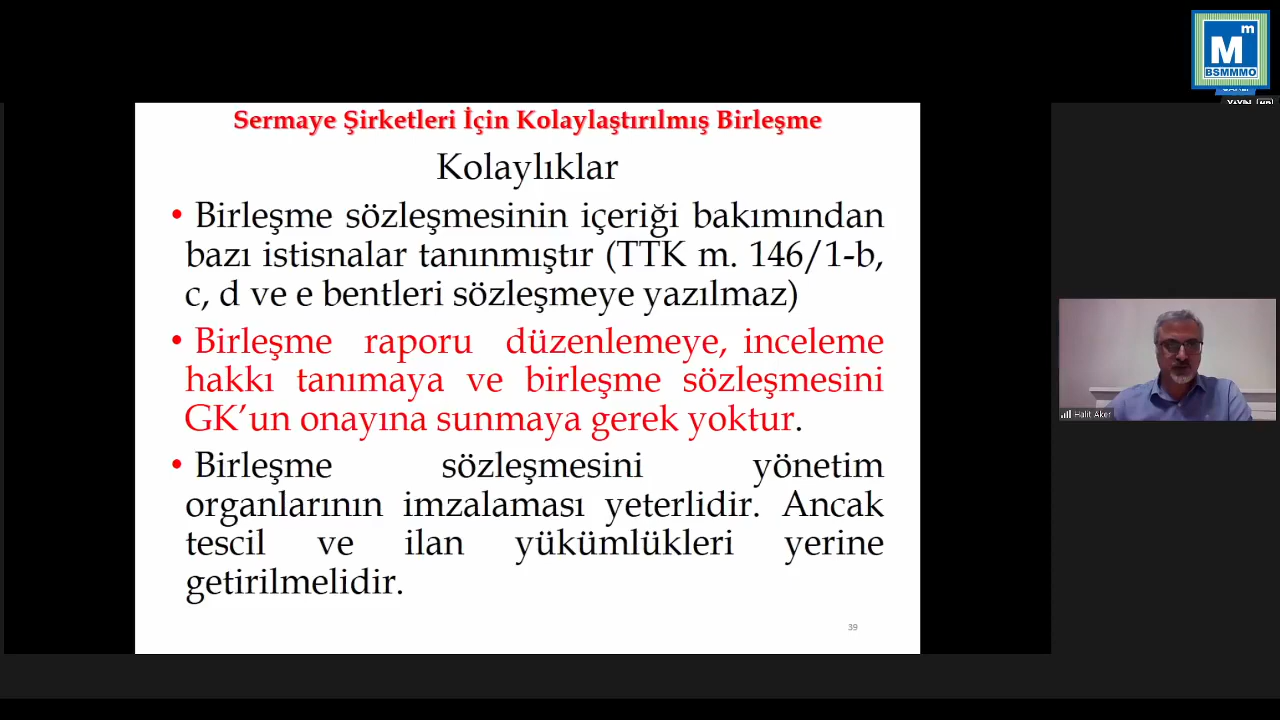 Mm
BSMMMO
Sermaye Şirketleri İçin Kolaylaştırılmış Birleşme
Kolaylıklar
• Birleşme sözleşmesinin içeriği bakımından
bazı istisnalar tanınmıştır (TTK m. 146/1-b,
c, d ve e bentleri sözleşmeye yazılmaz)
• Birleşme raporu düzenlemeye, inceleme
hakkı tanımaya ve birleşme sözleşmesini
GK’un onayına sunmaya gerek yoktur.
• Birleşme sözleşmesini yönetim
organlarının imzalaması yeterlidir. Ancak
tescil ve ilan yükümlükleri yerine
getirilmelidir.
39
Halit Aker